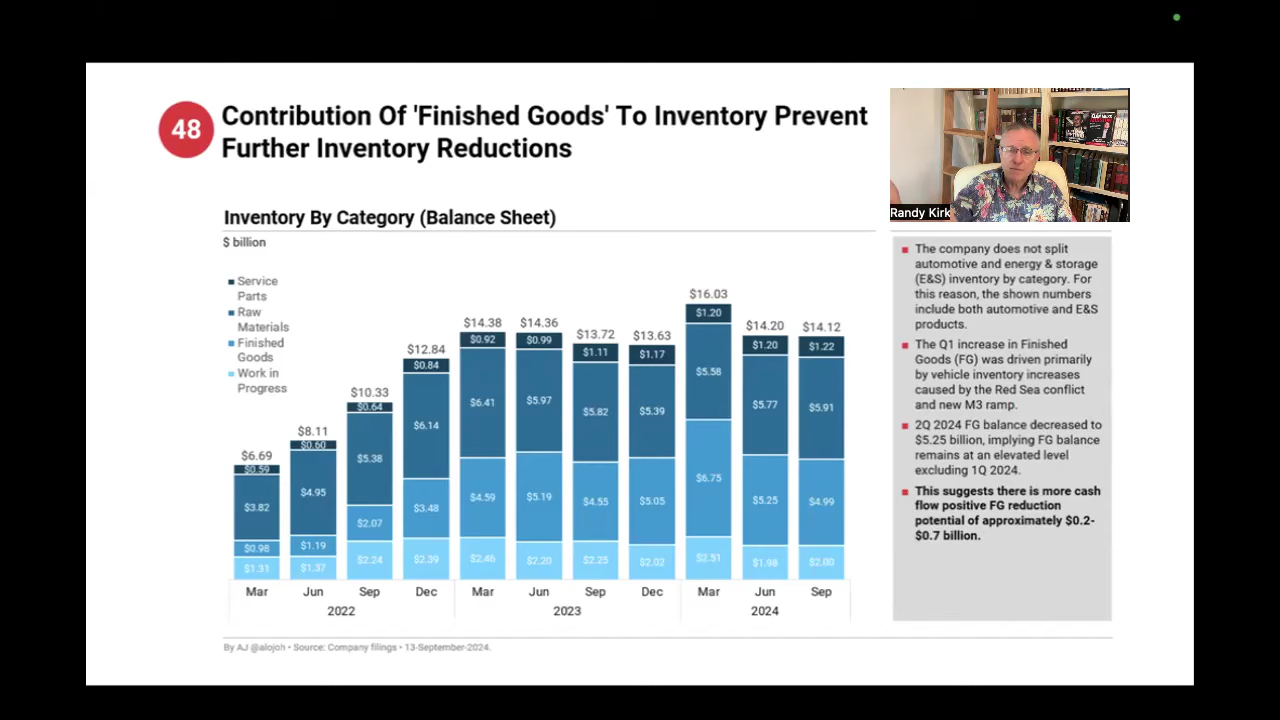 48
Contribution Of 'Finished Goods' To Inventory Prevent
Further Inventory Reductions
Randy Kirk
Inventory By Category (Balance Sheet)
$ billion
Service
Parts
Raw
Materials
Finished
Goods
Work in
Progress
$6.69
$0.59
$3.82
$0.98
$1.31
$8.11
$0.60
$4.95
$1.19
$1.37
$10.33
$0.64
$5.38
$2.07
$2.24
$12.84
$0.84
$6.14
$3.48
$2.39
$14.38
$0.92
$6.41
$4.59
$2.46
$14.36
$0.99
$5.97
$5.19
$2.20
$13.72
$1.11
$5.82
$4.55
$2.25
$13.63
$1.17
$5.39
$5.05
$2.02
$16.03
$1.20
$5.58
$6.75
$2.51
$14.20
$1.20
$5.77
$5.25
$1.98
$14.12
$1.22
$5.91
$4.99
$2.00
Mar Jun Sep Dec Mar Jun Sep Dec Mar Jun Sep
2022 2023 2024
The company does not split
automotive and energy & storage
(E&S) inventory by category. For
this reason, the shown numbers
include both automotive and E&S
products.
The Q1 increase in Finished
Goods (FG) was driven primarily
by vehicle inventory increases
caused by the Red Sea conflict
and new M3 ramp.
2Q 2024 FG balance decreased to
$5.25 billion, implying FG balance
remains at an elevated level
excluding 1Q 2024.
This suggests there is more cash
flow positive FG reduction
potential of approximately $0.2-
$0.7 billion.
By AJ @alojoh • Source: Company filings • 13-September-2024.